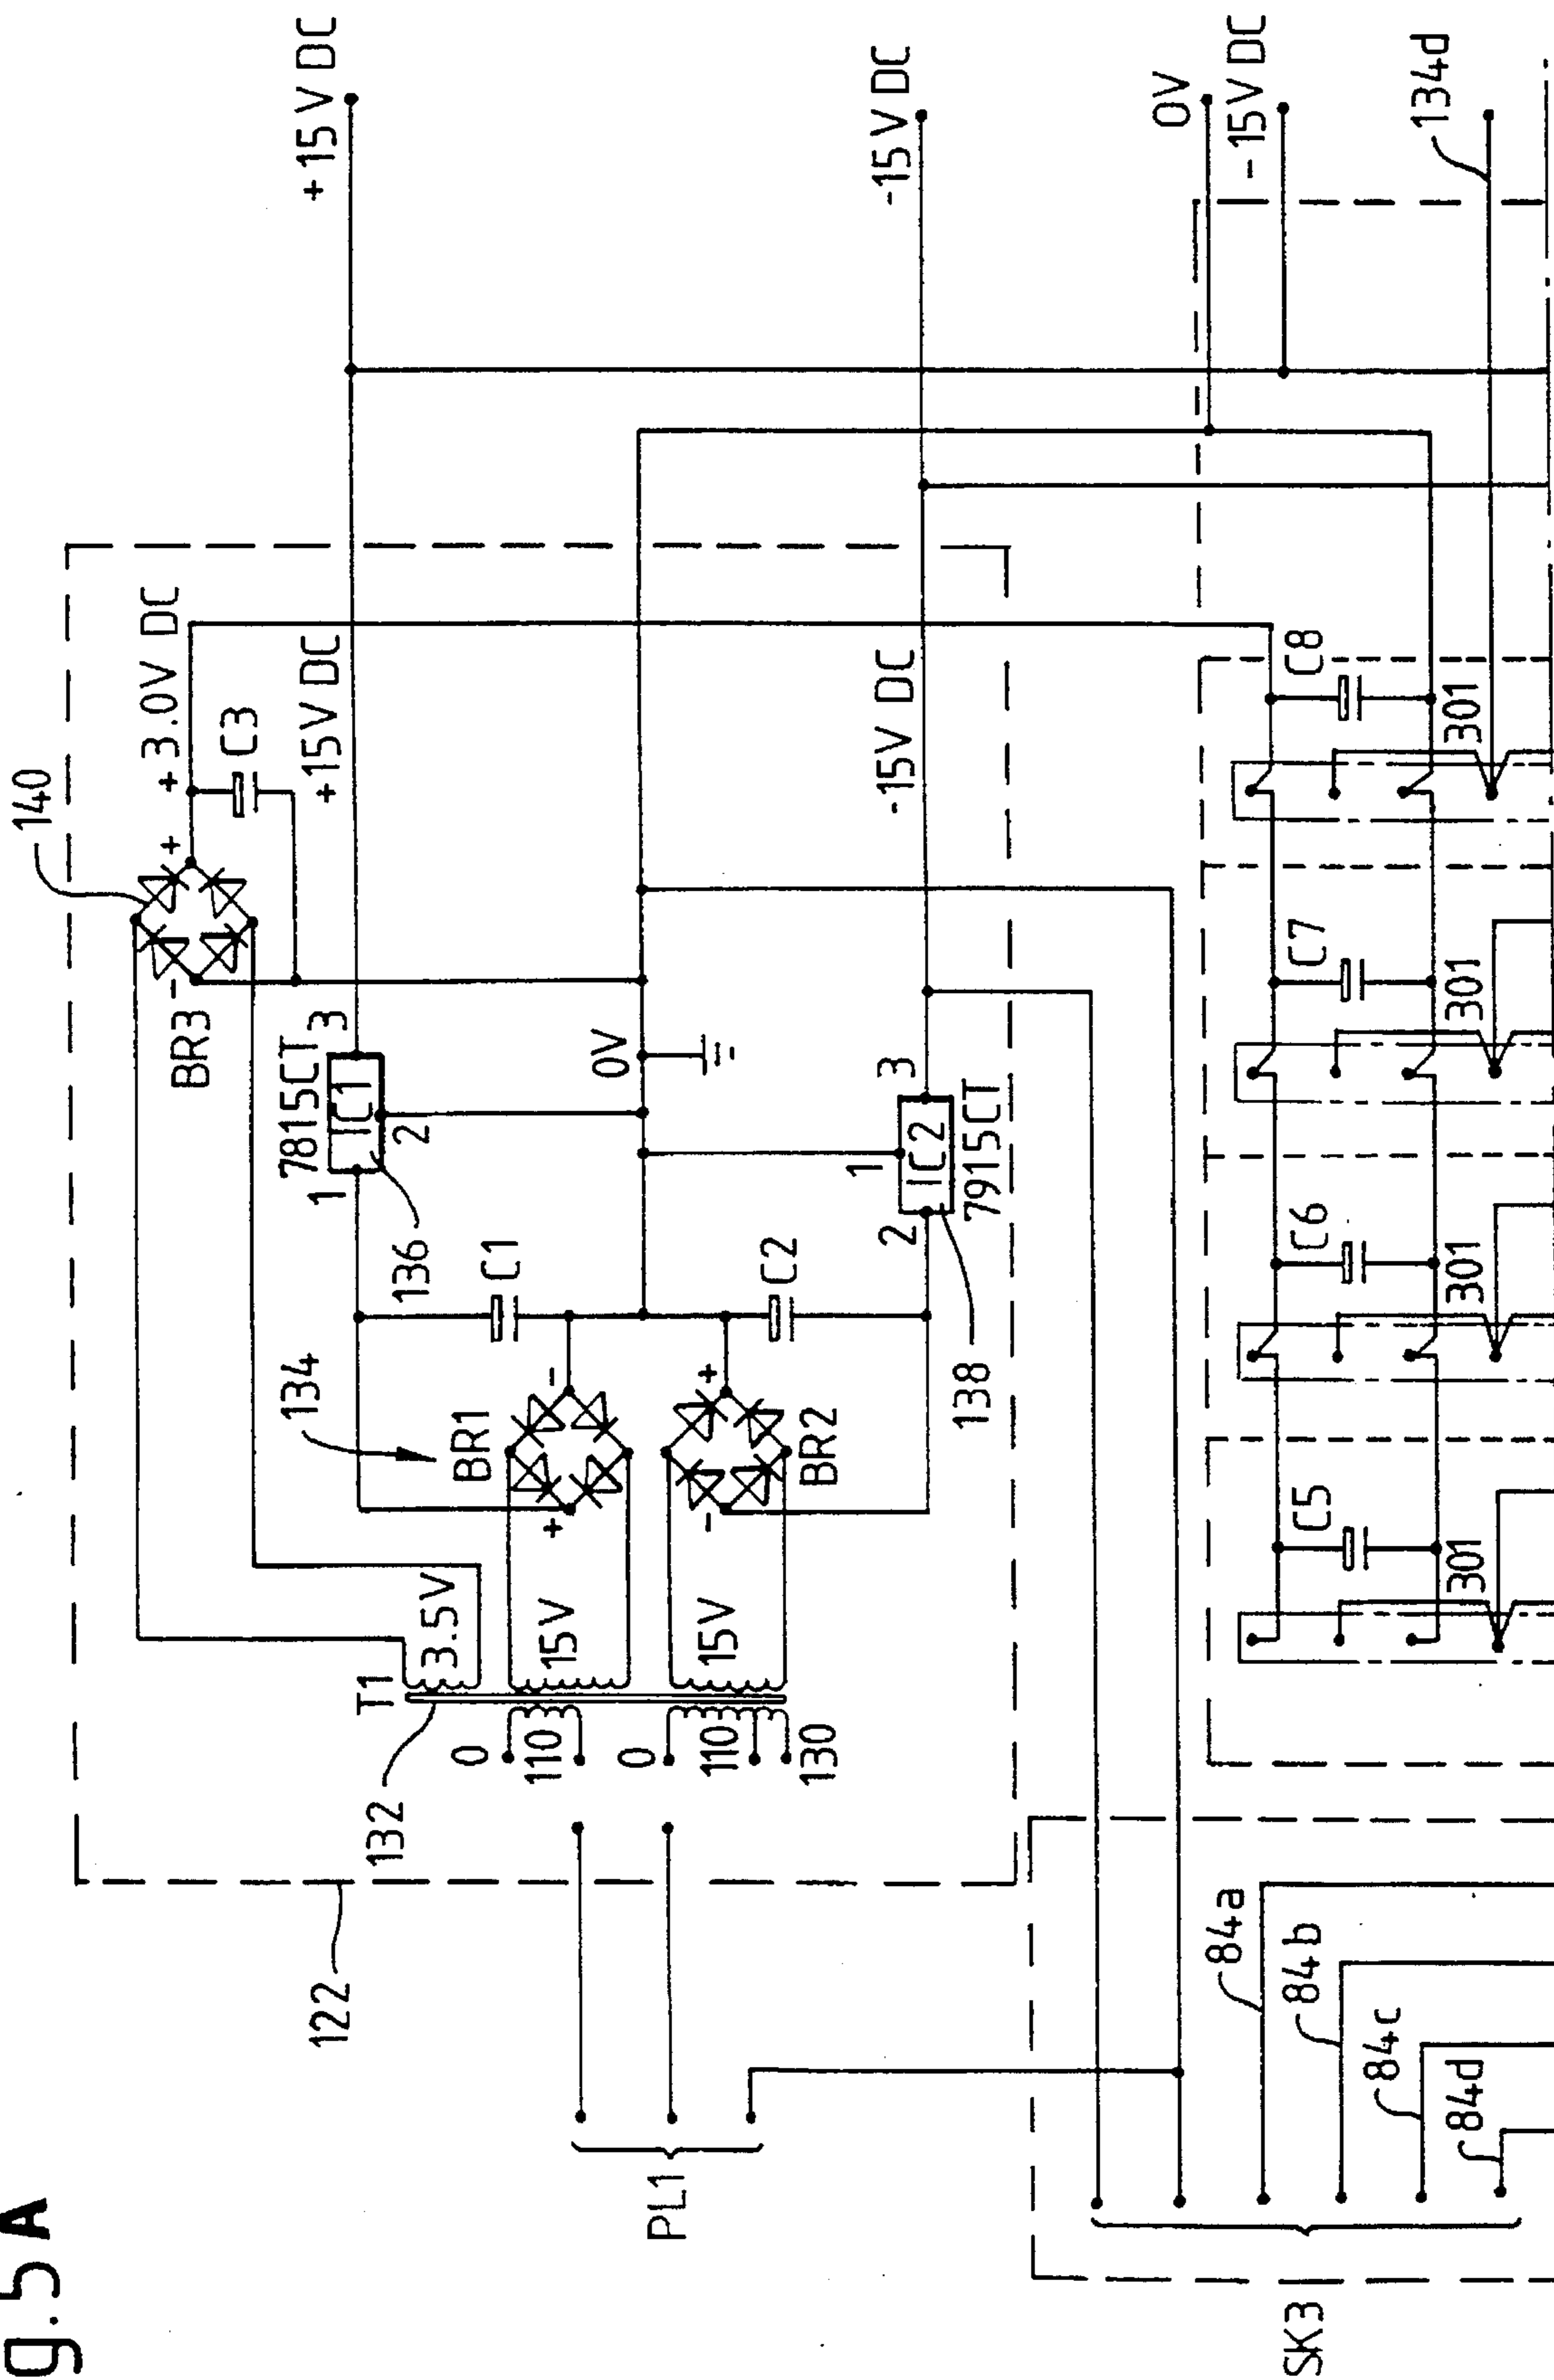 g.5A
140
+15 V DC
+3.0V DC
C3
+15V DC
+
-
BR3
7815CT
IC1
1
2
3
136
134
BR1
+
-
C1
0V
T1
3.5V
15V
15V
132
0
110
0
110
130
122
BR2
+
-
C2
2
1
3
IC2
7915CT
138
-15V DC
-15V DC
0V
-15V DC
134d
PL1
C5
301
C6
301
C7
301
C8
301
84a
84b
84c
84d
SK3